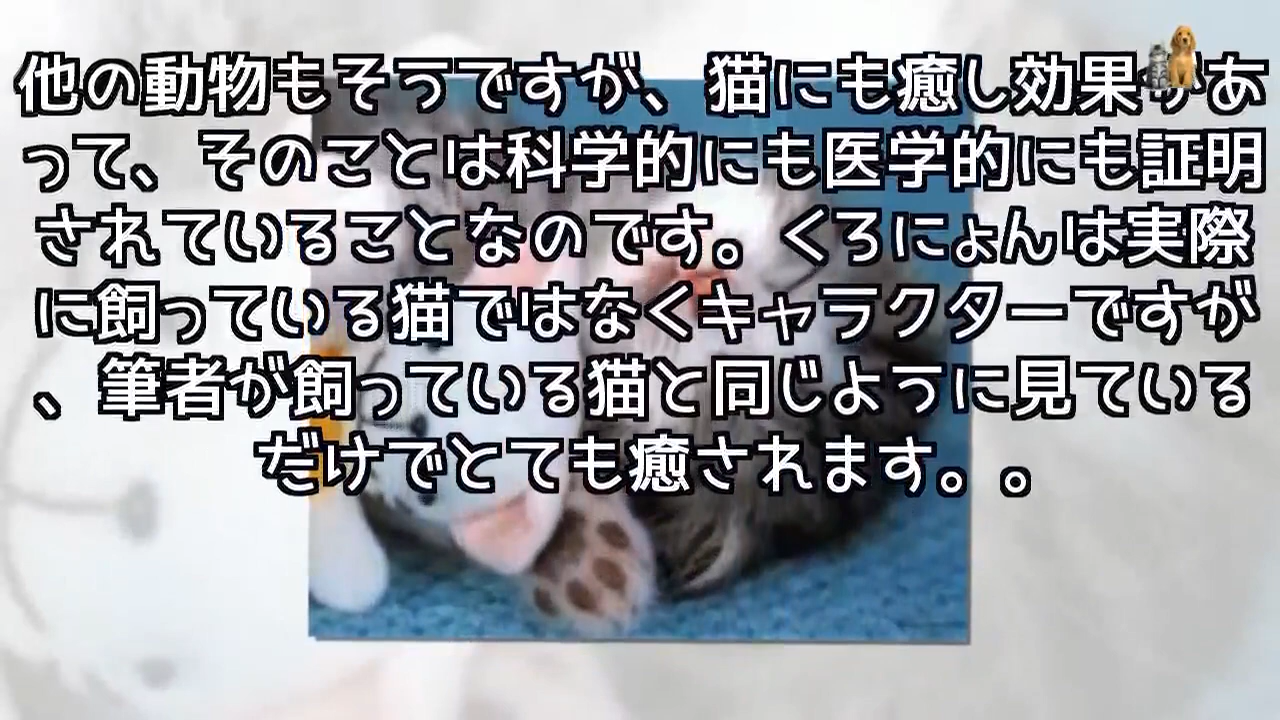 他の動物もそうですが、猫にも癒し効果があ
って、そのことは科学的にも医学的にも証明
されていることなのです。くろにょんは実際
に飼っている猫ではなくキャラクターですが
、筆者が飼っている猫と同じように見ている
だけでとても癒されます。。